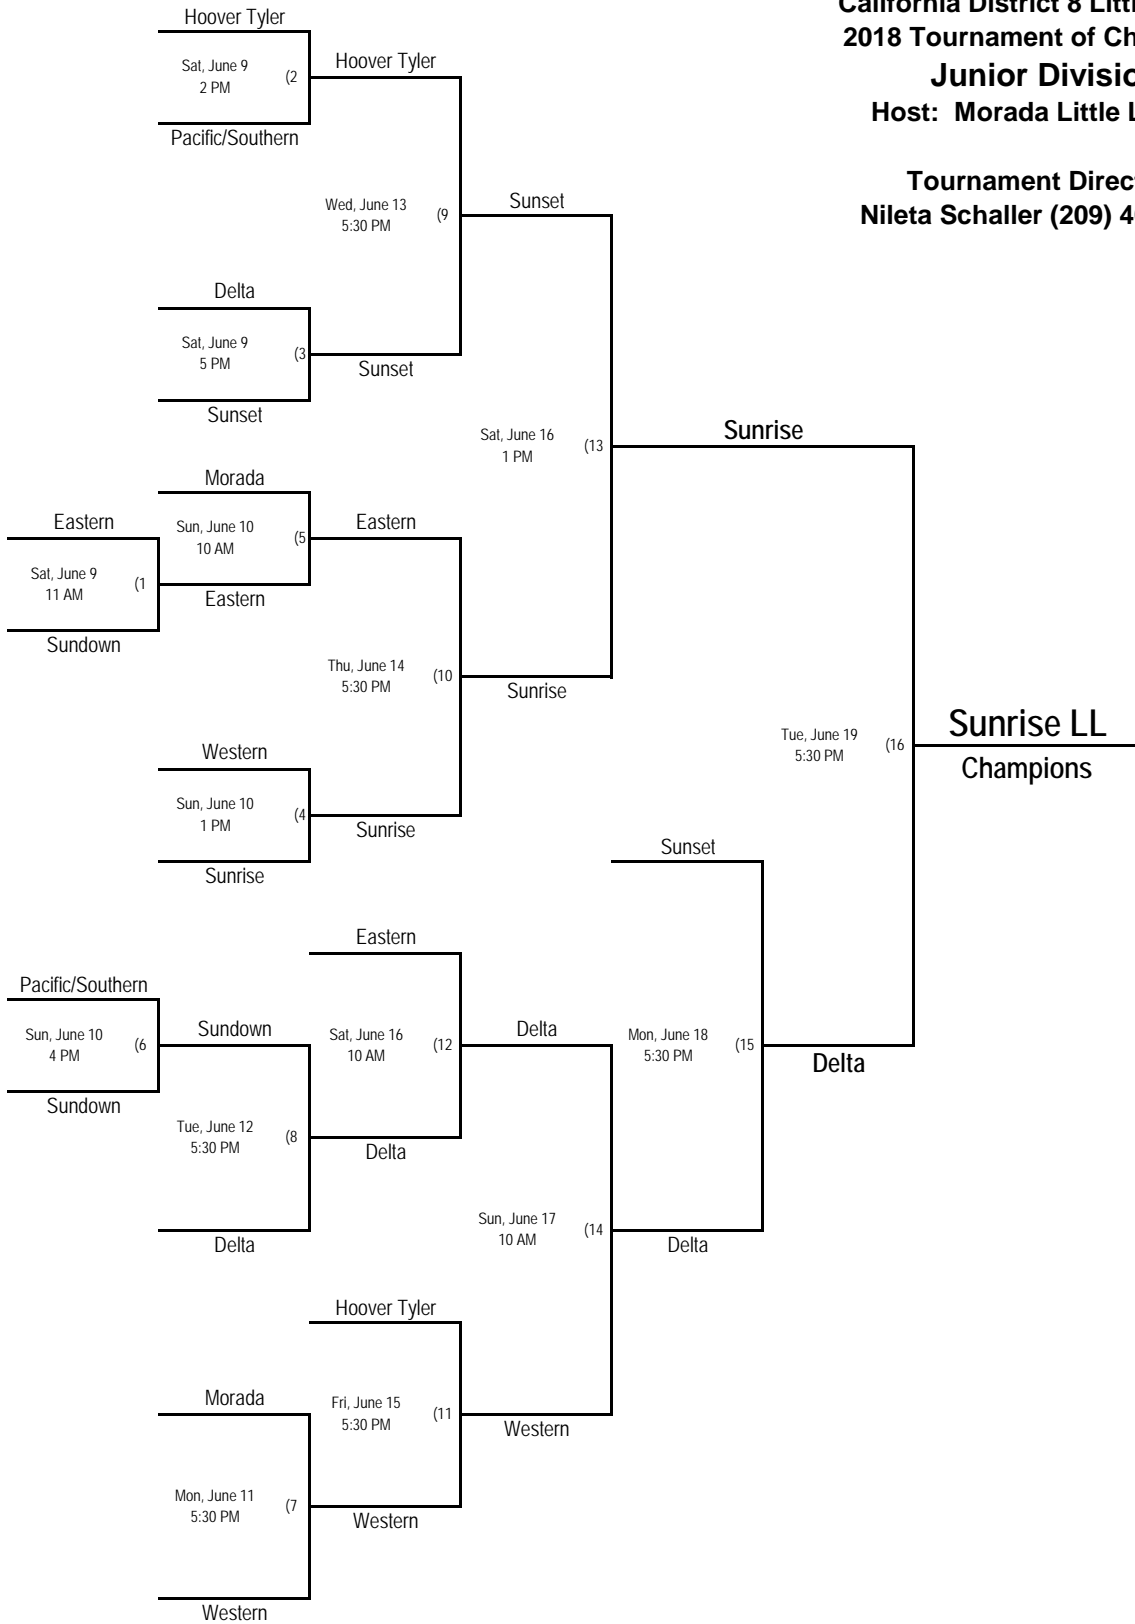 California District 8 Littl
2018 Tournament of Ch
Junior Divisio
Host: Morada Little L
Tournament Direct
Nileta Schaller (209) 4
Hoover Tyler
Sat, June 9
2 PM
(2
Hoover Tyler
Pacific/Southern
Wed, June 13
5:30 PM
(9
Sunset
Delta
Sat, June 9
5 PM
(3
Sunset
Sunset
Sat, June 16
1 PM
(13
Sunrise
Morada
Eastern
Sun, June 10
10 AM
(5
Eastern
Sat, June 9
11 AM
(1
Eastern
Sundown
Thu, June 14
5:30 PM
(10
Sunrise
Western
Sun, June 10
1 PM
(4
Sunrise
Sunrise
Tue, June 19
5:30 PM
(16
Sunrise LL
Champions
Sunset
Eastern
Pacific/Southern
Sun, June 10
4 PM
(6
Sundown
Sat, June 16
10 AM
(12
Delta
Mon, June 18
5:30 PM
(15
Delta
Sundown
Tue, June 12
5:30 PM
(8
Delta
Delta
Sun, June 17
10 AM
(14
Delta
Hoover Tyler
Morada
Fri, June 15
5:30 PM
(11
Western
Mon, June 11
5:30 PM
(7
Western
Western